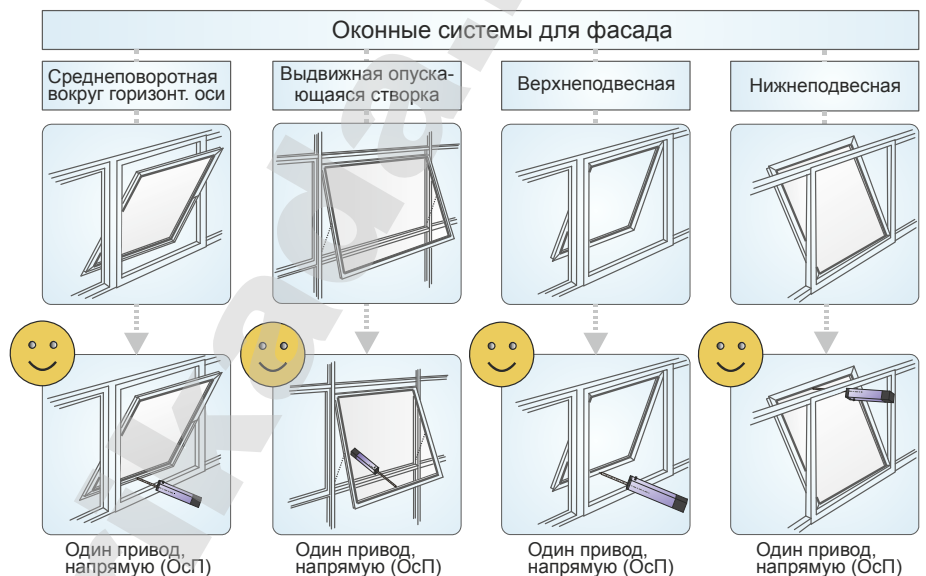 Оконные системы для фасада
Среднеповоротная
вокруг горизонт. оси
Выдвижная опуска-
ющаяся створка
Верхнеподвесная
Нижнеподвесная
Один привод,
напрямую (ОсП)
Один привод,
напрямую (ОсП)
Один привод,
напрямую (ОсП)
Один привод,
напрямую (ОсП)